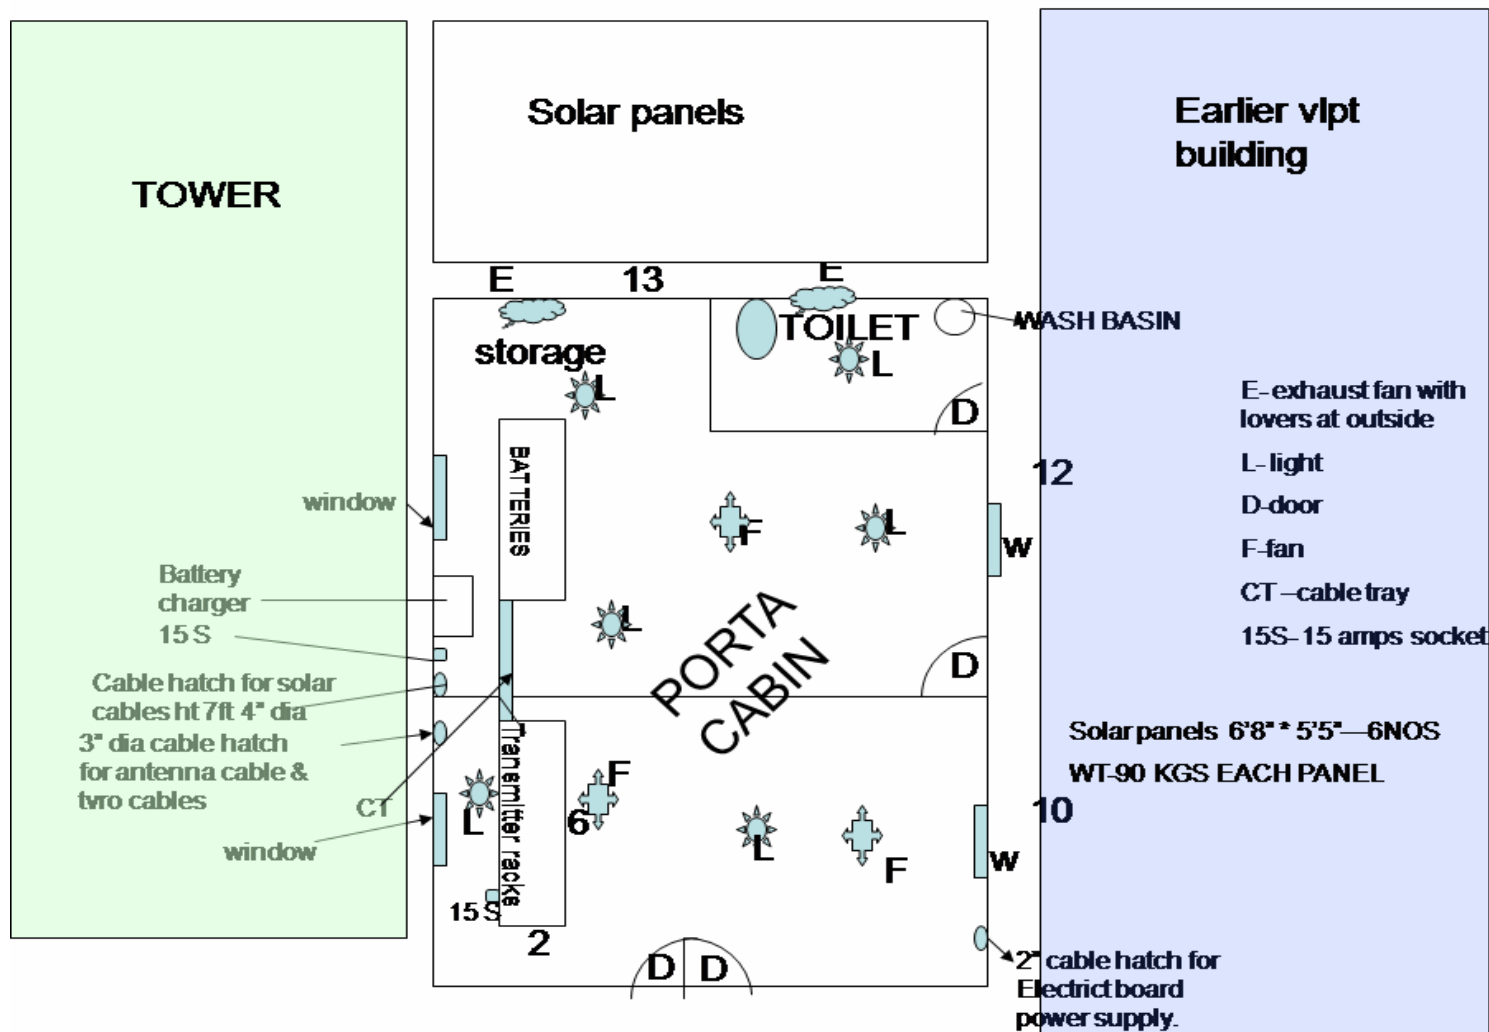 Solar panels
Earlier vlpt
building
TOWER
E
13
E
TOILET
WASH BASIN
storage
L
L
D
E-exhaust fan with
lovers at outside
L-light
D-door
F-fan
CT –cable tray
15S-15 amps socket
12
BATTERIES
window
F
L
W
Battery
charger
15 S
L
PORTA
CABIN
D
Cable hatch for solar
cables ht 7ft 4" dia
3" dia cable hatch
for antenna cable &
tvro cables
CT
window
Transmitter racks
L
F
6
L
F
W
10
Solar panels 6'8" * 5'5"—6NOS
WT-90 KGS EACH PANEL
15 S
2
D
D
2" cable hatch for
Electrict board
power supply.